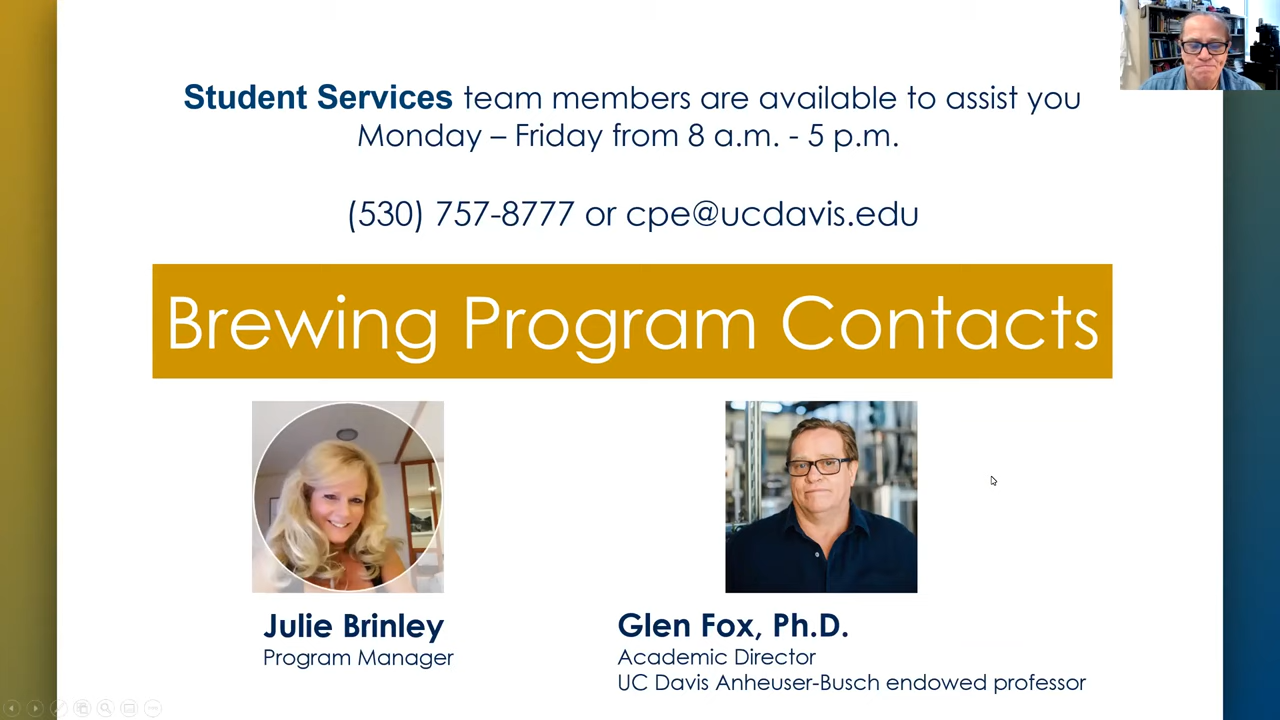 Student Services team members are available to assist you
Monday – Friday from 8 a.m. - 5 p.m.
(530) 757-8777 or cpe@ucdavis.edu
Brewing Program Contacts
Julie Brinley
Program Manager
Glen Fox, Ph.D.
Academic Director
UC Davis Anheuser-Busch endowed professor